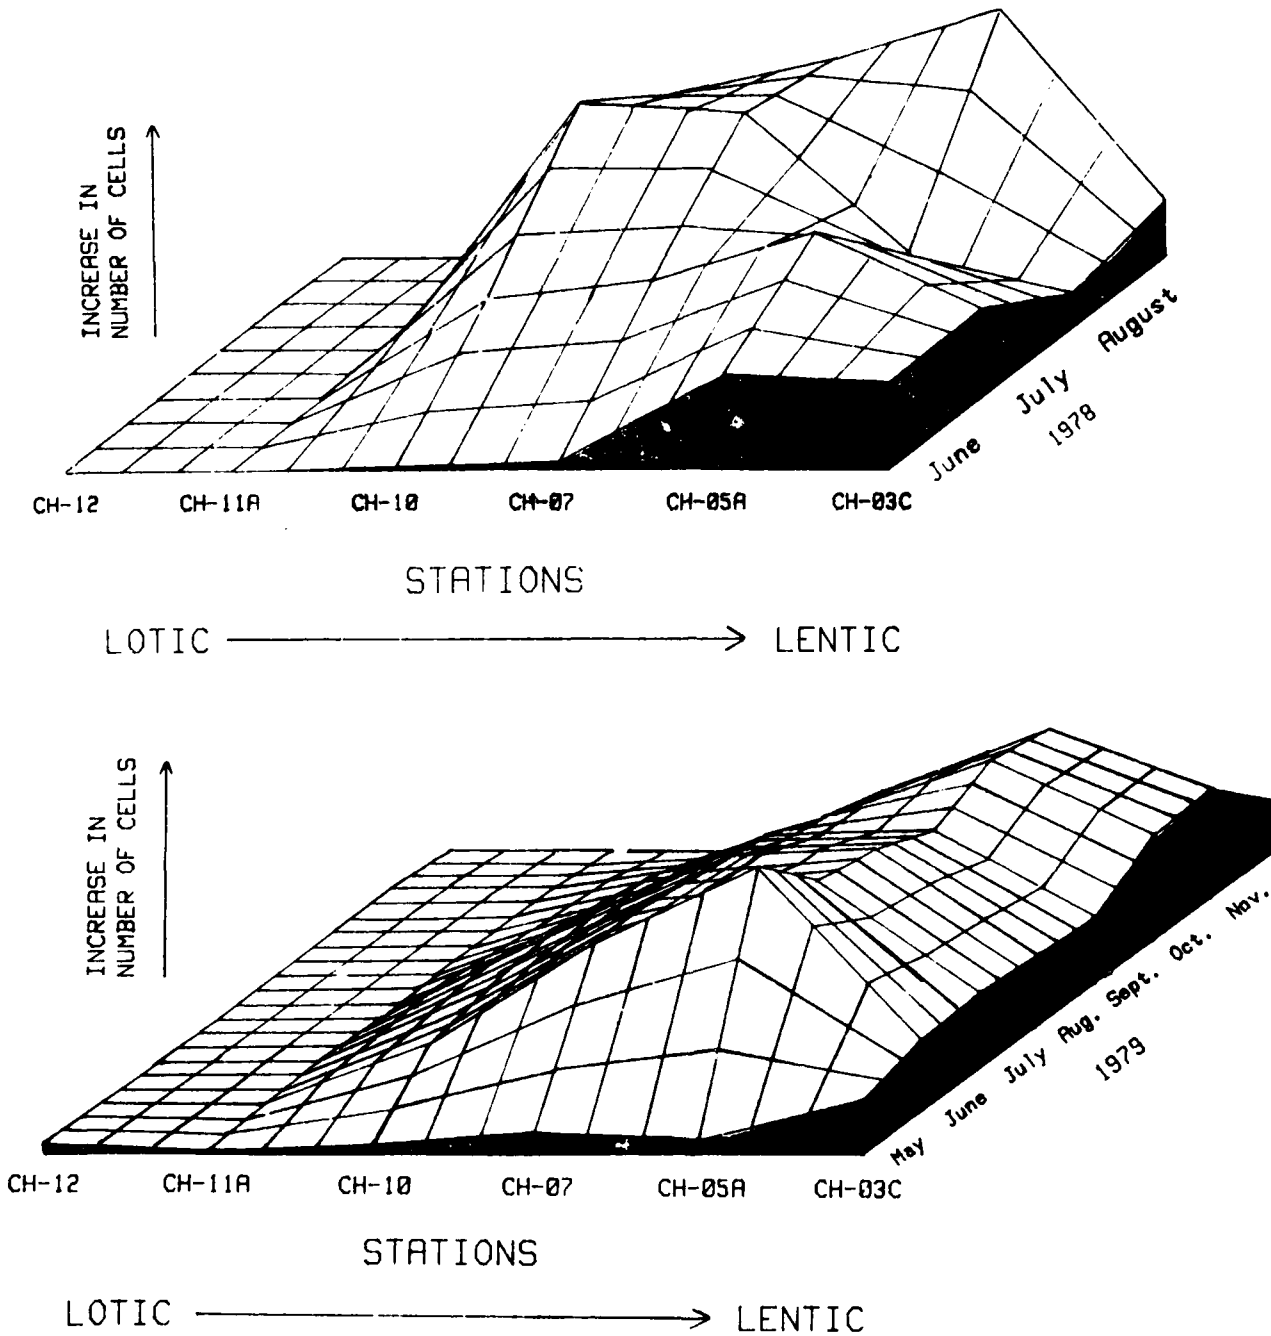 INCREASE IN
NUMBER OF CELLS
August
July
June
1978
CH-12 CH-11A CH-10 CH-07 CH-05A CH-03C
STATIONS
LOTIC LENTIC
INCREASE IN
NUMBER OF CELLS
May June July Aug. Sept. Oct. Nov.
1979
CH-12 CH-11A CH-10 CH-07 CH-05A CH-03C
STATIONS
LOTIC LENTIC